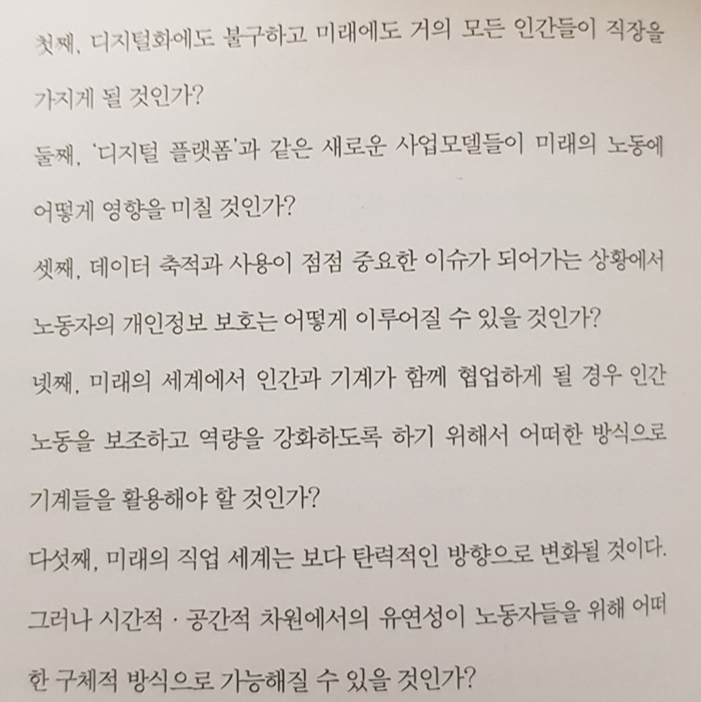 첫째, 디지털화에도 불구하고 미래에도 거의 모든 인간들이 직장을
가지게 될 것인가?
둘째, '디지털 플랫폼'과 같은 새로운 사업모델들이 미래의 노동에
어떻게 영향을 미칠 것인가?
셋째, 데이터 축적과 사용이 점점 중요한 이슈가 되어가는 상황에서
노동자의 개인정보 보호는 어떻게 이루어질 수 있을 것인가?
넷째, 미래의 세계에서 인간과 기계가 함께 협업하게 될 경우 인간
노동을 보조하고 역량을 강화하도록 하기 위해서 어떠한 방식으로
기계들을 활용해야 할 것인가?
다섯째, 미래의 직업 세계는 보다 탄력적인 방향으로 변화될 것이다.
그러나 시간적·공간적 차원에서의 유연성이 노동자들을 위해 어떠
한 구체적 방식으로 가능해질 수 있을 것인가?